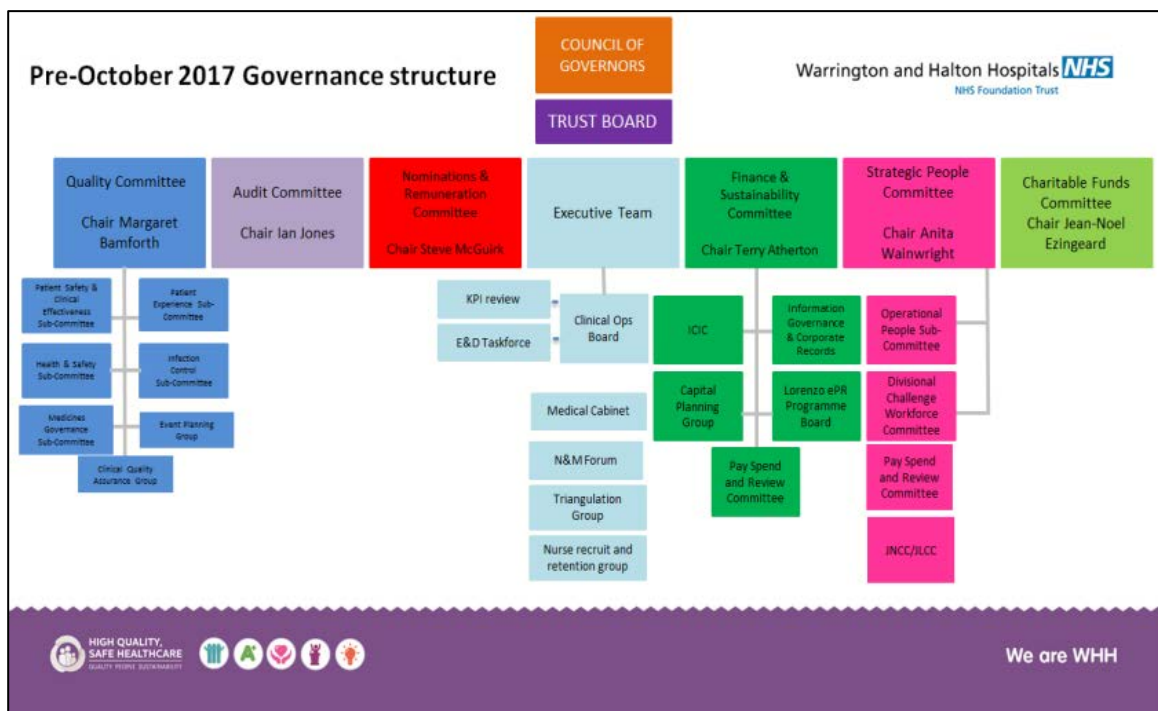 Pre-October 2017 Governance structure
COUNCIL OF
GOVERNORS
TRUST BOARD
Warrington and Halton Hospitals NHS
NHS Foundation Trust
Quality Committee
Chair Margaret
Bamforth
Audit Committee
Chair Ian Jones
Nominations &
Remuneration
Committee
Chair Steve McGuirk
Executive Team
Finance &
Sustainability
Committee
Chair Terry Atherton
Strategic People
Committee
Chair Anita
Wainwright
Charitable Funds
Committee
Chair Jean-Noel
Ezingeard
Patient Safety &
Clinical
Effectiveness
Sub-Committee
Patient
Experience Sub-
Committee
Health & Safety
Sub-Committee
Infection
Control
Sub-Committee
Medicines
Governance
Sub-Committee
Event Planning
Group
Clinical Quality
Assurance Group
KPI review
E&D Taskforce
Clinical Ops
Board
Medical Cabinet
N&M Forum
Triangulation
Group
Nurse recruit and
retention group
ICIC
Information
Governance
& Corporate
Records
Capital
Planning
Group
Lorenzo ePR
Programme
Board
Pay Spend
and Review
Committee
Operational
People Sub-
Committee
Divisional
Challenge
Workforce
Committee
Pay Spend
and Review
Committee
JNCC/JLCC
HIGH QUALITY,
SAFE HEALTHCARE
QUALITY PEOPLE SUSTAINABILITY
We are WHH